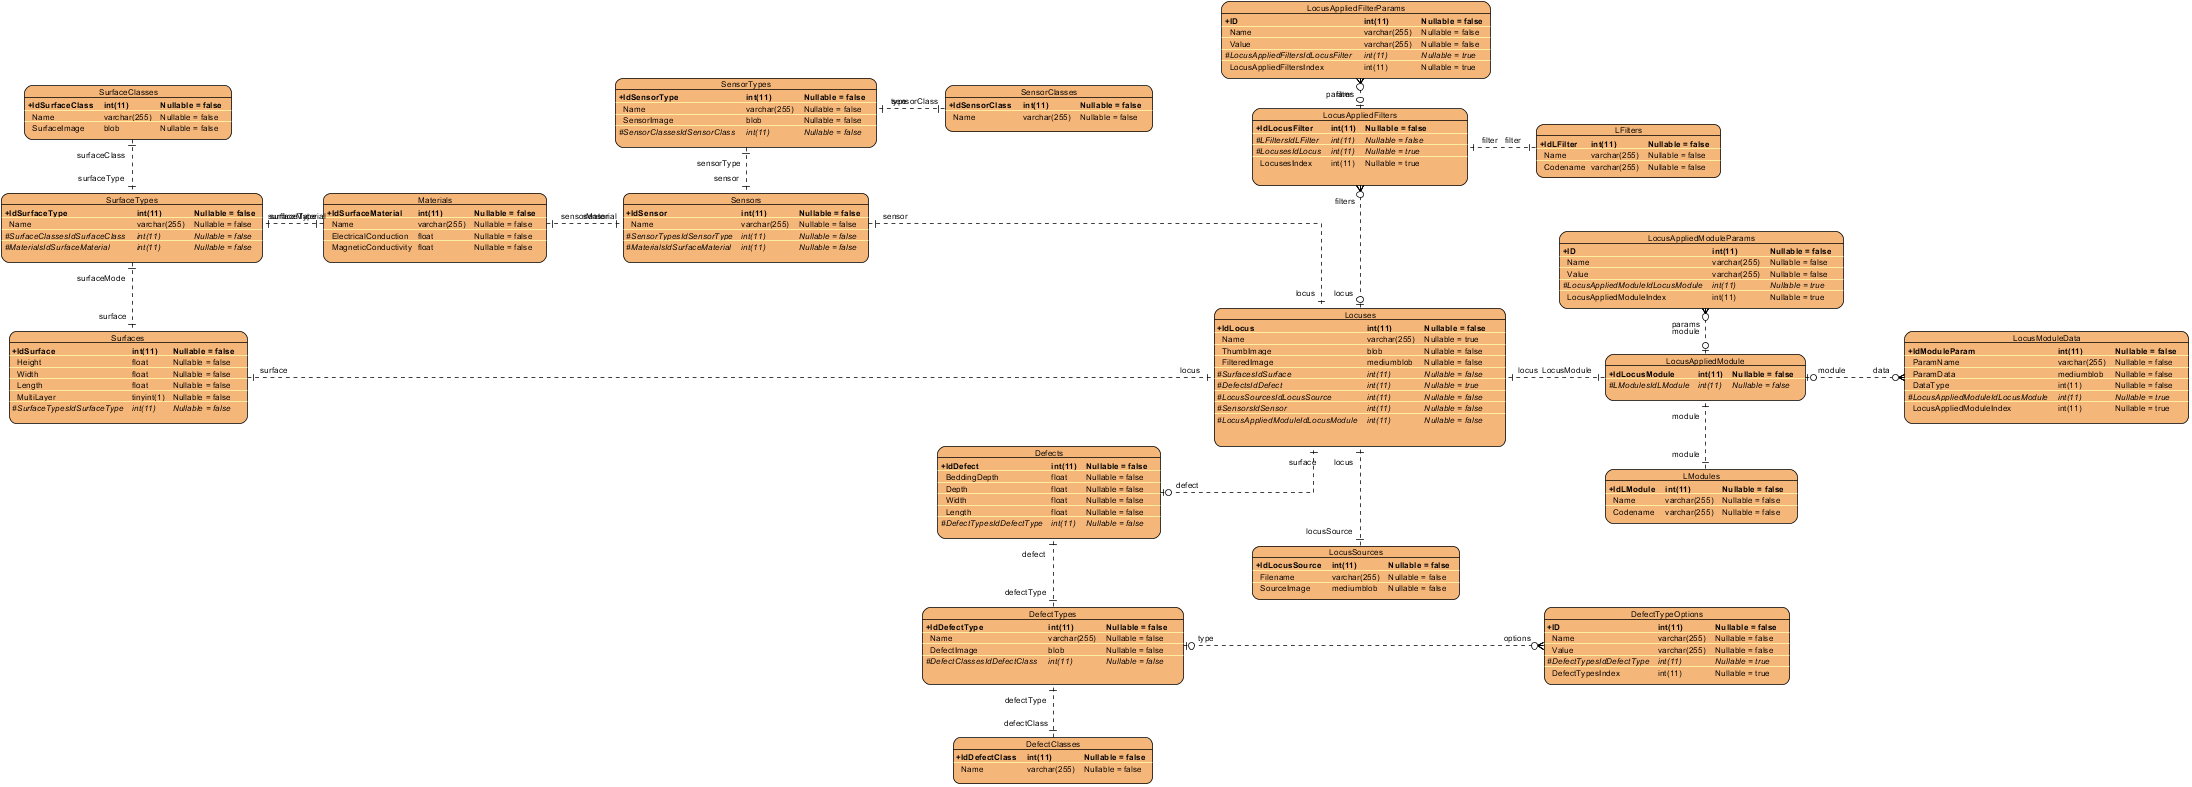 LocusAppliedFilterParams
+ID int(11) Nullable = false
Name varchar(255) Nullable = false
Value varchar(255) Nullable = false
#LocusAppliedFiltersIdLocusFilter int(11) Nullable = true
LocusAppliedFiltersIndex int(11) Nullable = true
SurfaceClasses
+IdSurfaceClass int(11) Nullable = false
Name varchar(255) Nullable = false
SurfaceImage blob Nullable = false
surfaceClass
surfaceType
SensorTypes
+IdSensorType int(11) Nullable = false
Name varchar(255) Nullable = false
SensorImage blob Nullable = false
#SensorClassesIdSensorClass int(11) Nullable = false
sensorClass
SensorClasses
+IdSensorClass int(11) Nullable = false
Name varchar(255) Nullable = false
sensorType
sensor
LocusAppliedFilters
+IdLocusFilter int(11) Nullable = false
#LFiltersIdLFilter int(11) Nullable = false
#LocusesIdLocus int(11) Nullable = true
LocusesIndex int(11) Nullable = true
filter filter
LFilters
+IdLFilter int(11) Nullable = false
Name varchar(255) Nullable = false
Codename varchar(255) Nullable = false
filters
locus
SurfaceTypes
+IdSurfaceType int(11) Nullable = false
Name varchar(255) Nullable = false
#SurfaceClassesIdSurfaceClass int(11) Nullable = false
#MaterialsIdSurfaceMaterial int(11) Nullable = false
Materials
+IdSurfaceMaterial int(11) Nullable = false
Name varchar(255) Nullable = false
ElectricalConduction float Nullable = false
MagneticConductivity float Nullable = false
Sensors
+IdSensor int(11) Nullable = false
Name varchar(255) Nullable = false
#SensorTypesIdSensorType int(11) Nullable = false
#MaterialsIdSurfaceMaterial int(11) Nullable = false
sensor
locus
LocusAppliedModuleParams
+ID int(11) Nullable = false
Name varchar(255) Nullable = false
Value varchar(255) Nullable = false
#LocusAppliedModuleIdLocusModule int(11) Nullable = true
LocusAppliedModuleIndex int(11) Nullable = true
params
module
surfaceMode
surface
Surfaces
+IdSurface int(11) Nullable = false
Height float Nullable = false
Width float Nullable = false
Length float Nullable = false
MultiLayer tinyint(1) Nullable = false
#SurfaceTypesIdSurfaceType int(11) Nullable = false
surface
locus
Locuses
+IdLocus int(11) Nullable = false
Name varchar(255) Nullable = true
ThumbImage blob Nullable = false
FilteredImage mediumblob Nullable = false
#SurfacesIdSurface int(11) Nullable = false
#DefectsIdDefect int(11) Nullable = true
#LocusSourcesIdLocusSource int(11) Nullable = false
#SensorsIdSensor int(11) Nullable = false
#LocusAppliedModuleIdLocusModule int(11) Nullable = false
locus LocusModule
LocusAppliedModule
+IdLocusModule int(11) Nullable = false
#LModulesIdLModule int(11) Nullable = false
module data
LocusModuleData
+IdModuleParam int(11) Nullable = false
ParamName varchar(255) Nullable = false
ParamData mediumblob Nullable = false
DataType int(11) Nullable = false
#LocusAppliedModuleIdLocusModule int(11) Nullable = true
LocusAppliedModuleIndex int(11) Nullable = true
module
module
LModules
+IdLModule int(11) Nullable = false
Name varchar(255) Nullable = false
Codename varchar(255) Nullable = false
Defects
+IdDefect int(11) Nullable = false
BeddingDepth float Nullable = false
Depth float Nullable = false
Width float Nullable = false
Length float Nullable = false
#DefectTypesIdDefectType int(11) Nullable = false
defect
surface
locus
locusSource
LocusSources
+IdLocusSource int(11) Nullable = false
Filename varchar(255) Nullable = false
SourceImage mediumblob Nullable = false
defect
defectType
DefectTypes
+IdDefectType int(11) Nullable = false
Name varchar(255) Nullable = false
DefectImage blob Nullable = false
#DefectClassesIdDefectClass int(11) Nullable = false
type options
DefectTypeOptions
+ID int(11) Nullable = false
Name varchar(255) Nullable = false
Value varchar(255) Nullable = false
#DefectTypesIdDefectType int(11) Nullable = true
DefectTypesIndex int(11) Nullable = true
defectType
defectClass
DefectClasses
+IdDefectClass int(11) Nullable = false
Name varchar(255) Nullable = false